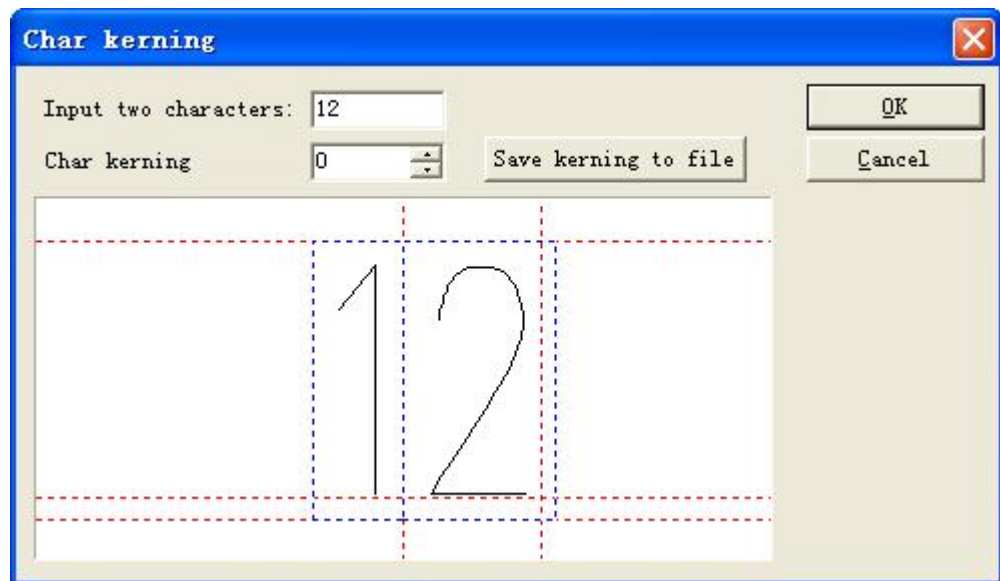 Char kerning
Input two characters: 12
OK
Char kerning 0 Save kerning to file
Cancel
12